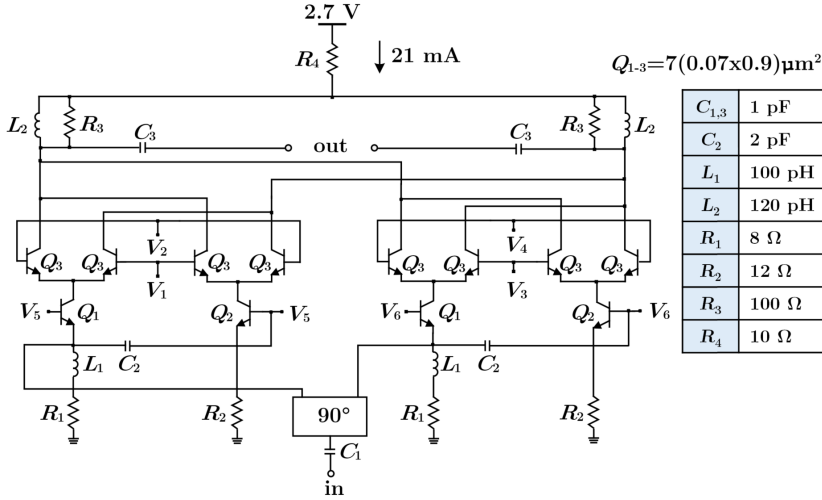 2.7 V
R4 21 mA
Q1-3=7(0.07x0.9)µm²
L2 R3 C3 out C3 R3 L2
C1,3 1 pF
C2 2 pF
L1 100 pH
L2 120 pH
R1 8 Ω
R2 12 Ω
R3 100 Ω
R4 10 Ω
V2 V4
Q3 Q3 Q3 Q3 Q3 Q3 Q3 Q3
V1 V3
V5 Q1 Q2 V5 V6 Q1 Q2 V6
L1 C2 L1 C2
R1 R2 90° R1 R2
C1
in